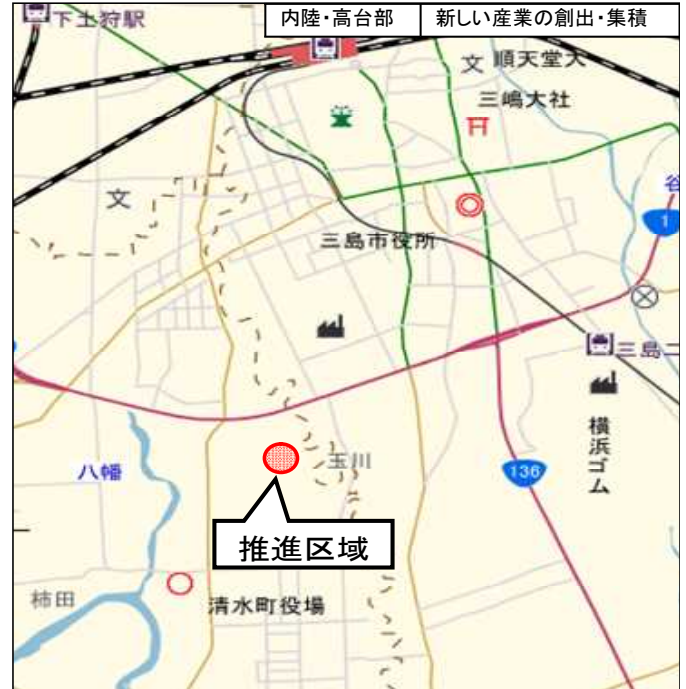 下土狩駅
内陸・高台部
新しい産業の創出・集積
文 順天堂大
三嶋大社
文
谷
1
三島市役所
三島二
横浜ゴム
八幡
玉川
136
推進区域
柿田
清水町役場